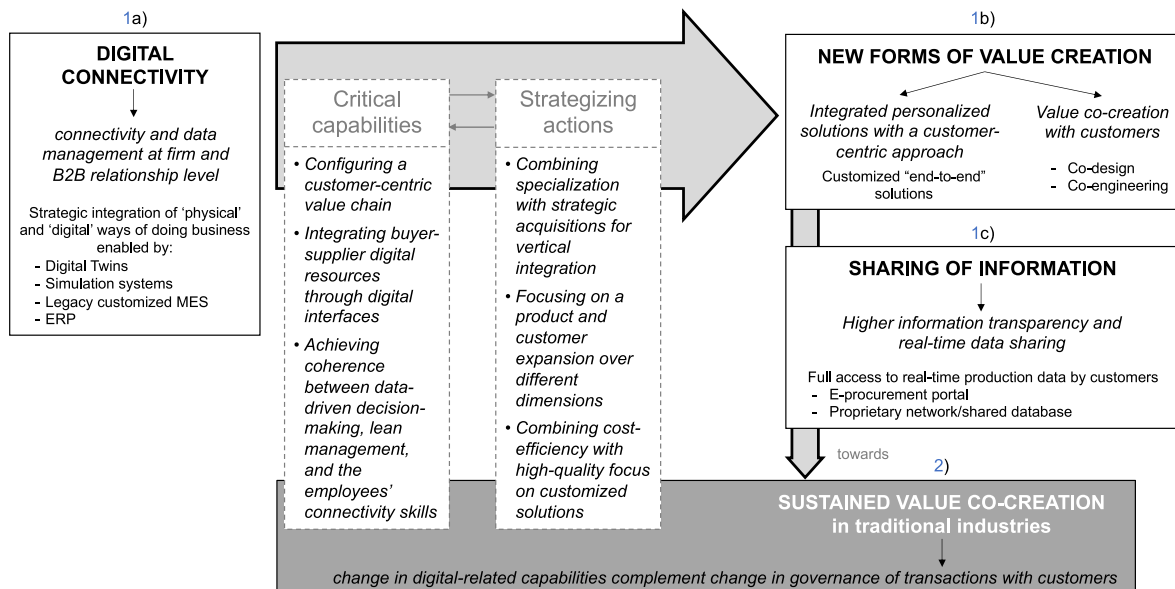 1a)
DIGITAL
CONNECTIVITY
connectivity and data
management at firm and
B2B relationship level
Strategic integration of ‘physical’
and ‘digital’ ways of doing business
enabled by:
- Digital Twins
- Simulation systems
- Legacy customized MES
- ERP
Critical
capabilities
• Configuring a
customer-centric
value chain
• Integrating buyer-
supplier digital
resources
through digital
interfaces
• Achieving
coherence
between data-
driven decision-
making, lean
management,
and the
employees’
connectivity skills
Strategizing
actions
• Combining
specialization
with strategic
acquisitions for
vertical
integration
• Focusing on a
product and
customer
expansion over
different
dimensions
• Combining cost-
efficiency with
high-quality focus
on customized
solutions
1b)
NEW FORMS OF VALUE CREATION
Integrated personalized
solutions with a customer-
centric approach
Customized “end-to-end”
solutions
Value co-creation
with customers
- Co-design
- Co-engineering
1c)
SHARING OF INFORMATION
Higher information transparency and
real-time data sharing
Full access to real-time production data by customers
- E-procurement portal
- Proprietary network/shared database
towards
2)
SUSTAINED VALUE CO-CREATION
in traditional industries
change in digital-related capabilities complement change in governance of transactions with customers